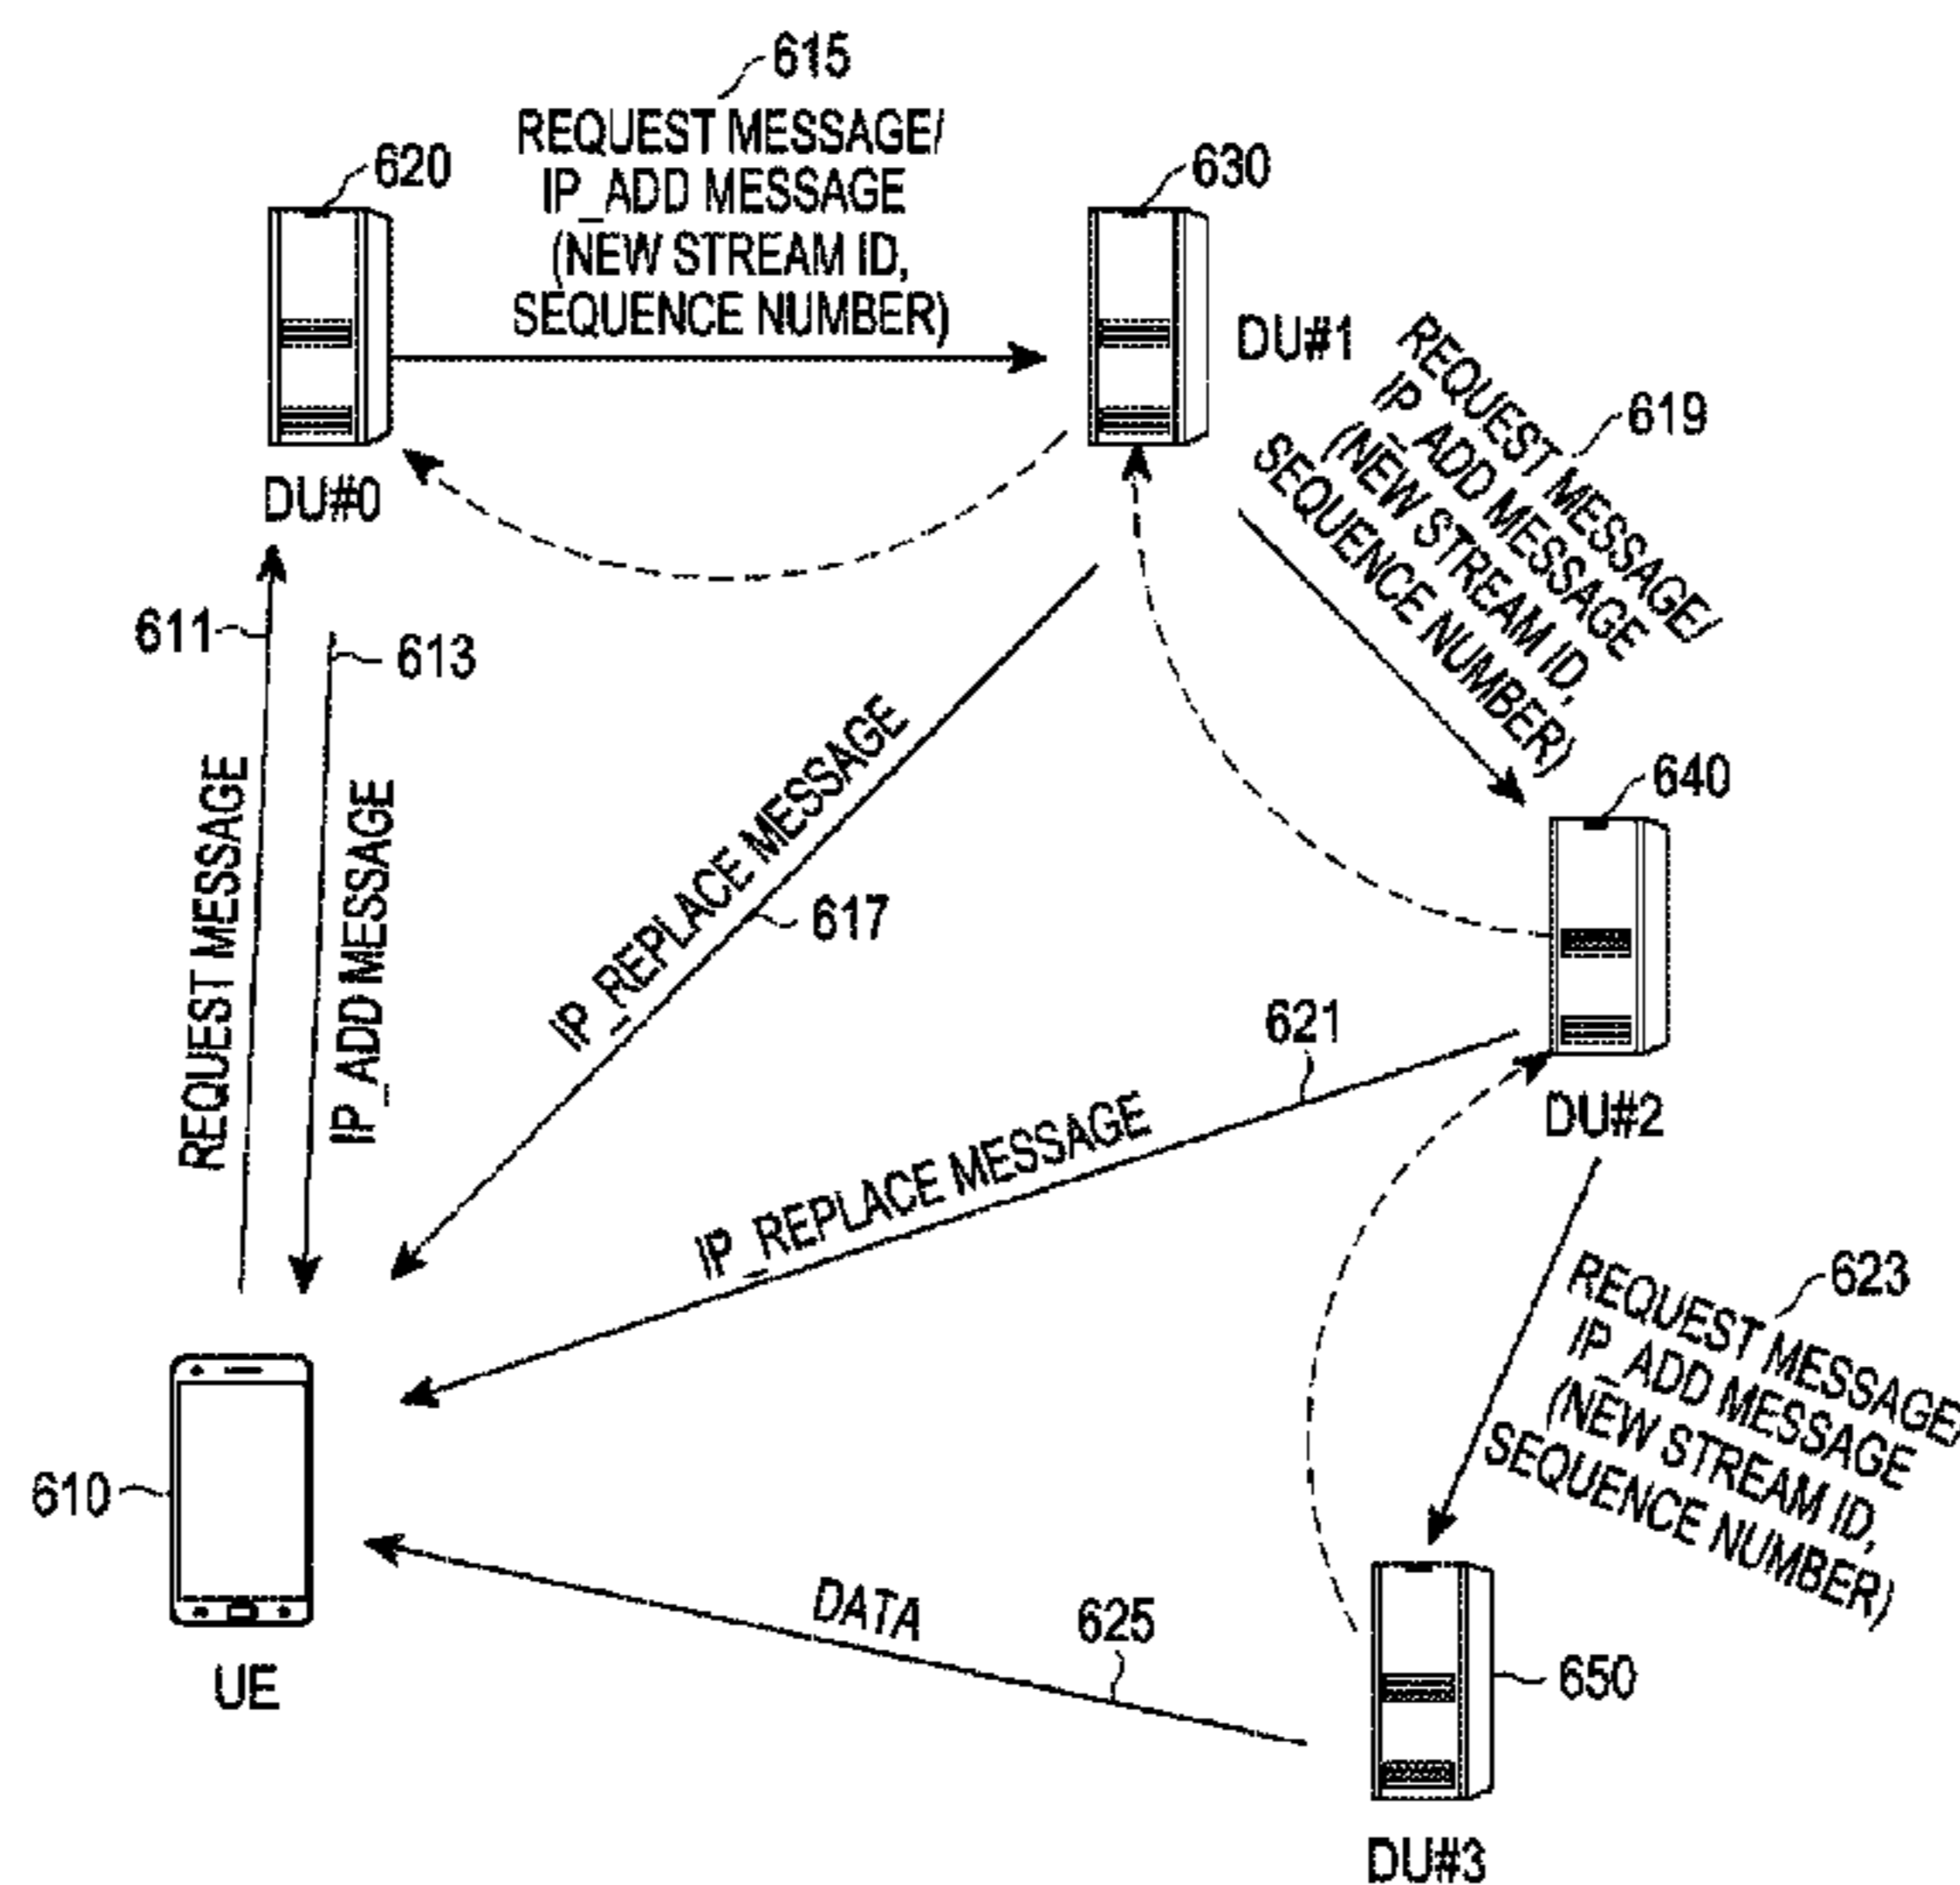 615
REQUEST MESSAGE/
IP_ADD MESSAGE
(NEW STREAM ID,
SEQUENCE NUMBER)
620
630
DU#0
DU#1
REQUEST MESSAGE/
IP_ADD MESSAGE
(NEW STREAM ID,
SEQUENCE NUMBER)
619
611
613
REQUEST MESSAGE
IP_ADD MESSAGE
IP_REPLACE MESSAGE
617
640
621
IP_REPLACE MESSAGE
DU#2
623
REQUEST MESSAGE/
IP_ADD MESSAGE
(NEW STREAM ID,
SEQUENCE NUMBER)
610
UE
DATA
625
650
DU#3